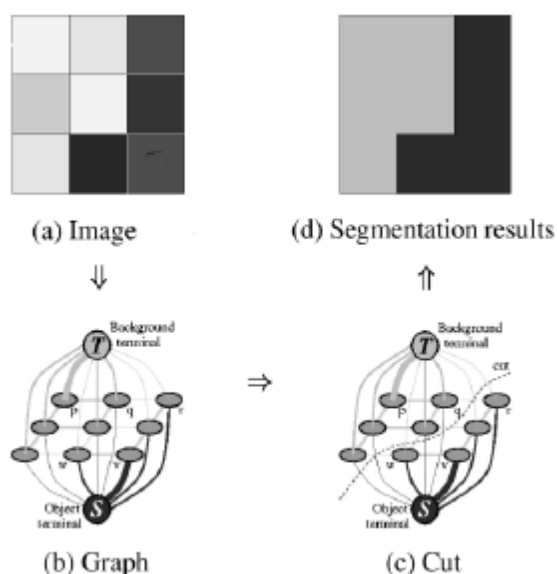 (a) Image
(d) Segmentation results
⇓
⇑
Background
terminal
T
p
q
r
w
v
S
Object
terminal
(b) Graph
⇒
Background
terminal
T
cut
p
q
r
w
v
S
Object
terminal
(c) Cut